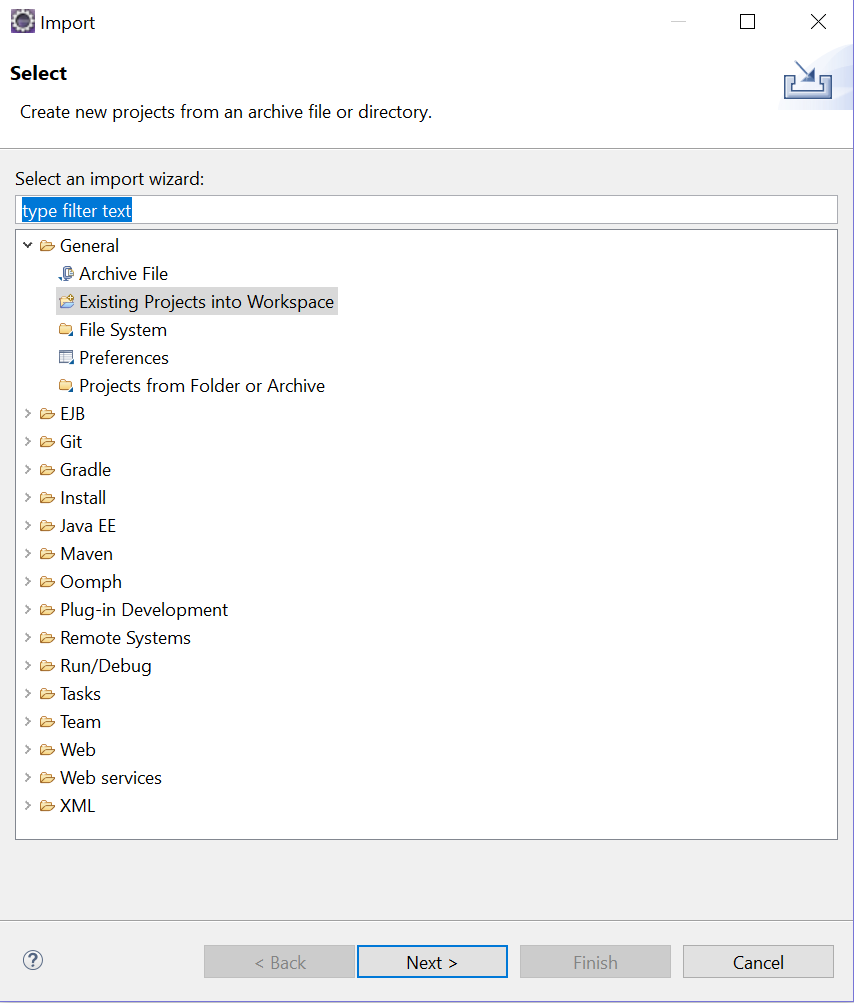 Import
Select
Create new projects from an archive file or directory.
Select an import wizard:
type filter text
General
Archive File
Existing Projects into Workspace
File System
Preferences
Projects from Folder or Archive
EJB
Git
Gradle
Install
Java EE
Maven
Oomph
Plug-in Development
Remote Systems
Run/Debug
Tasks
Team
Web
Web services
XML
? < Back Next > Finish Cancel